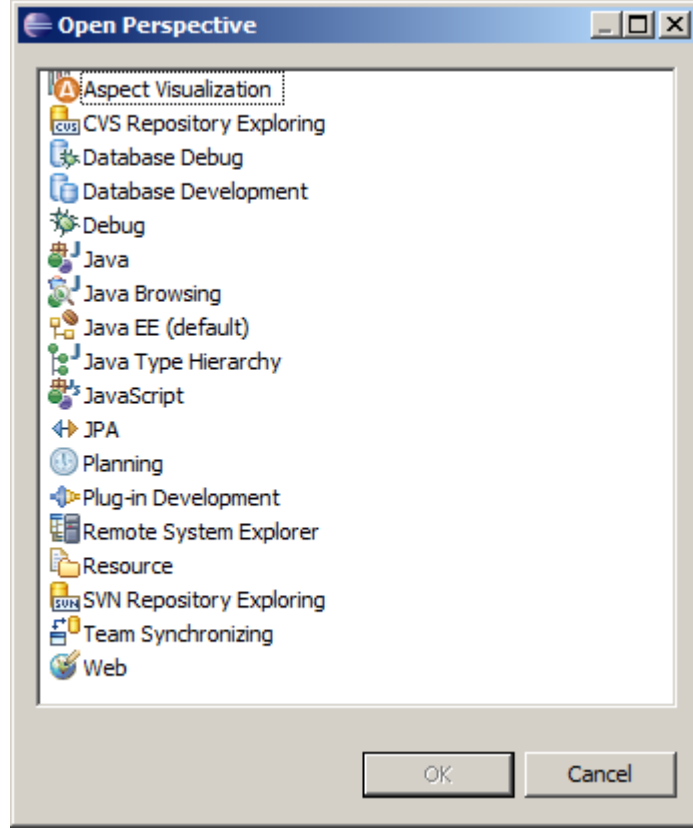 Open Perspective
Aspect Visualization
CVS Repository Exploring
Database Debug
Database Development
Debug
Java
Java Browsing
Java EE (default)
Java Type Hierarchy
JavaScript
JPA
Planning
Plug-in Development
Remote System Explorer
Resource
SVN Repository Exploring
Team Synchronizing
Web
OK Cancel